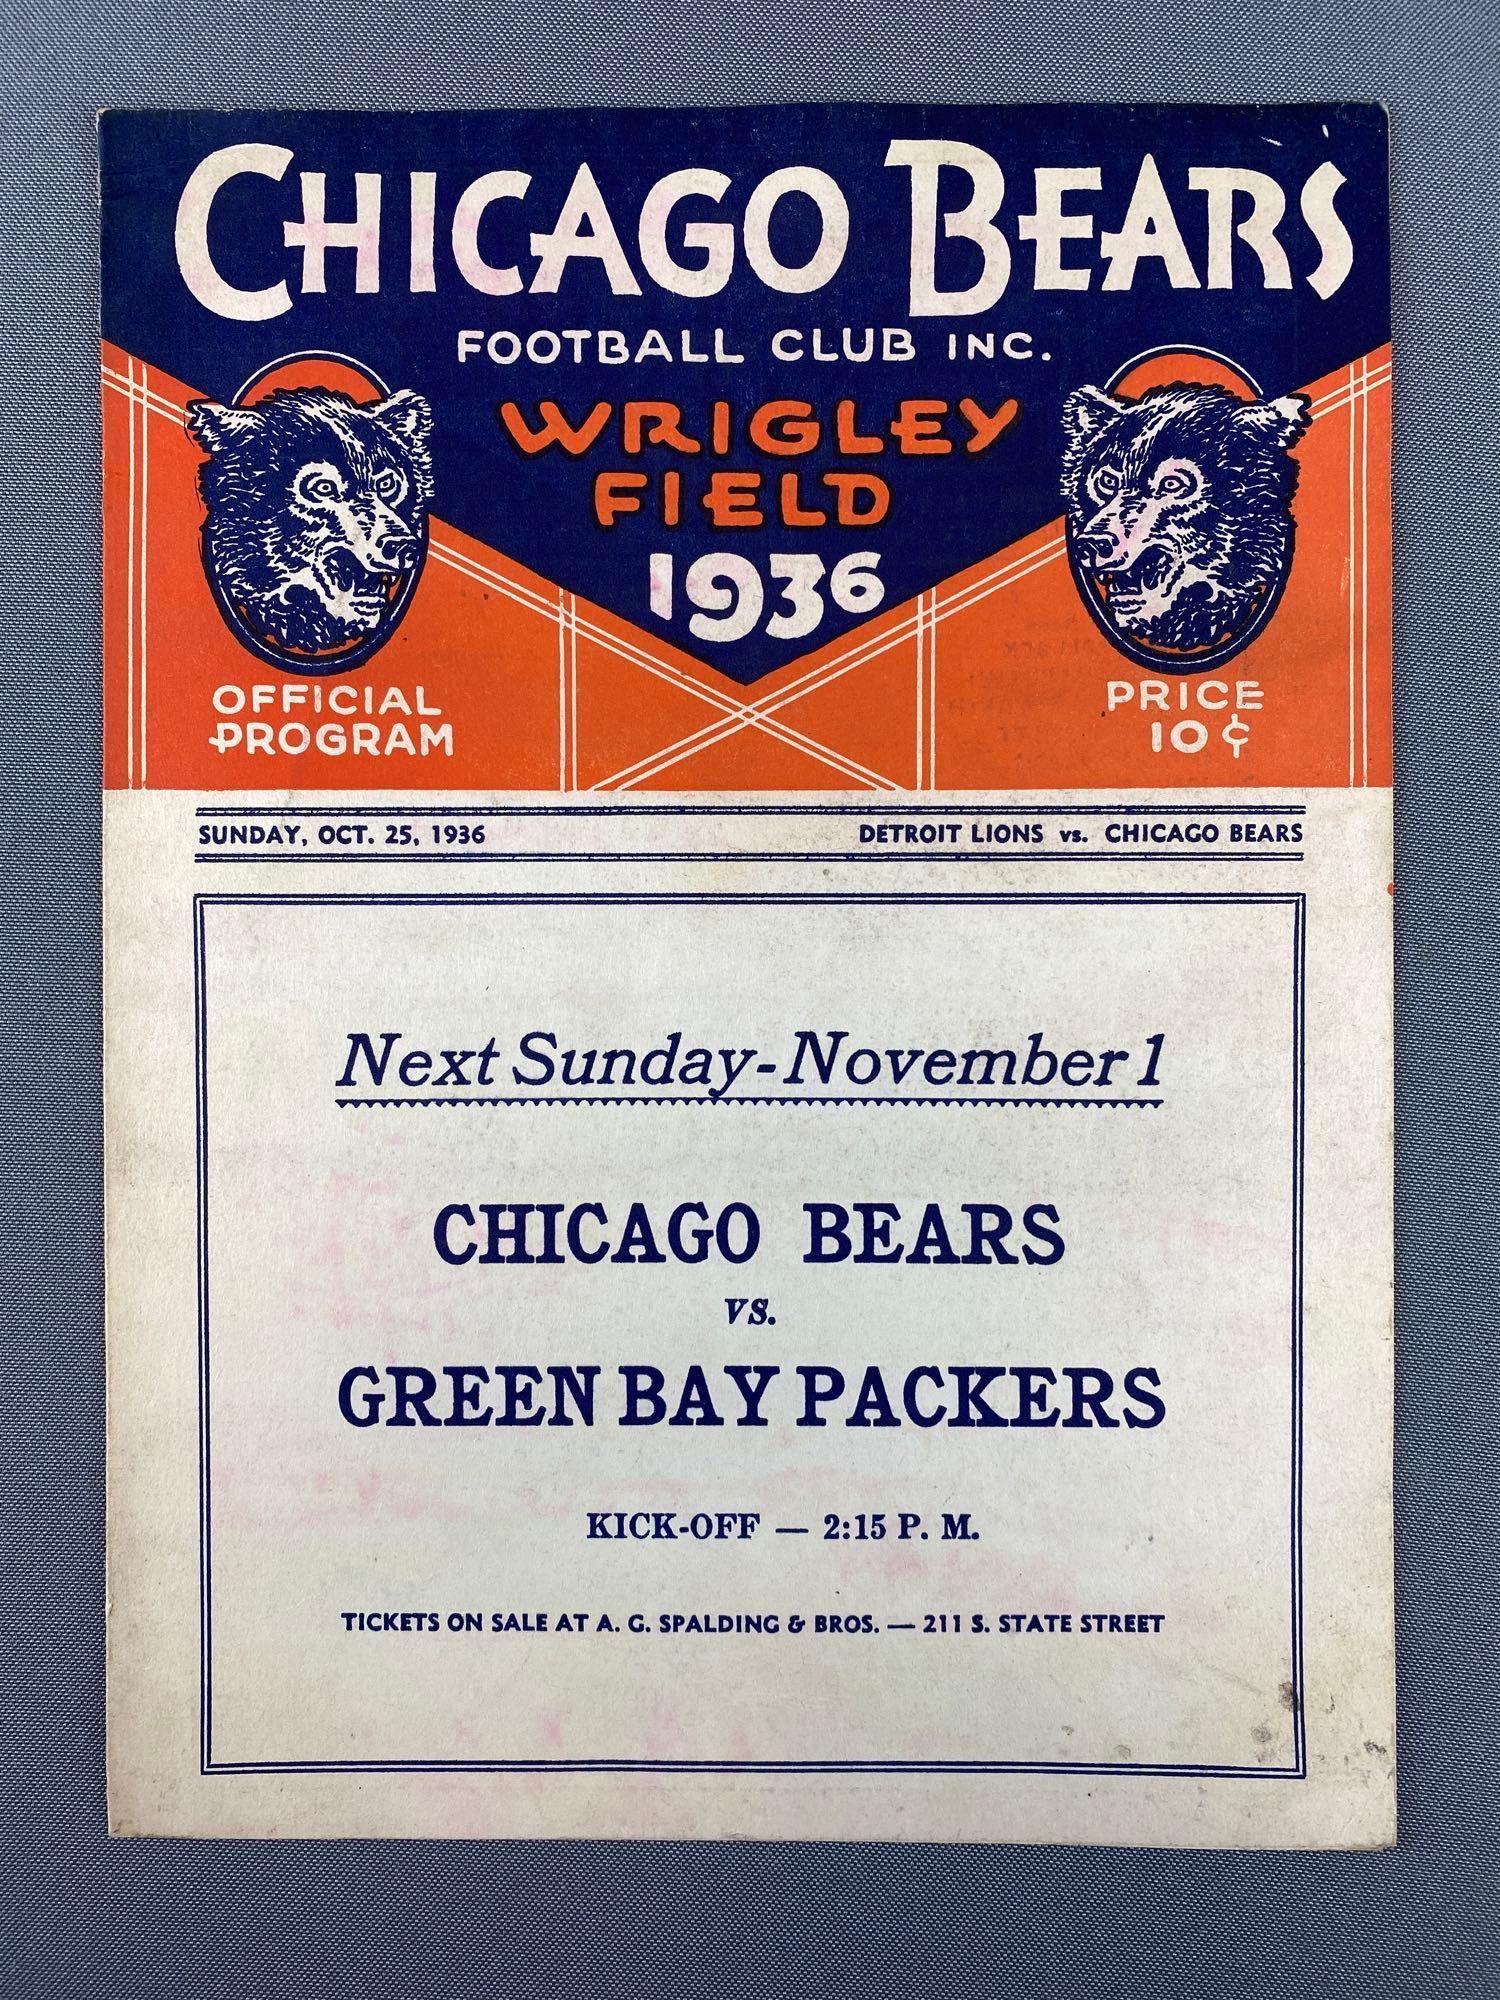 CHICAGO BEARS
FOOTBALL CLUB INC.
WRIGLEY
FIELD
1936
OFFICIAL
PROGRAM
PRICE
10¢
SUNDAY, OCT. 25, 1936
DETROIT LIONS vs. CHICAGO BEARS
Next Sunday-November 1
CHICAGO BEARS
vs.
GREEN BAY PACKERS
KICK-OFF — 2:15 P. M.
TICKETS ON SALE AT A. G. SPALDING & BROS. — 211 S. STATE STREET